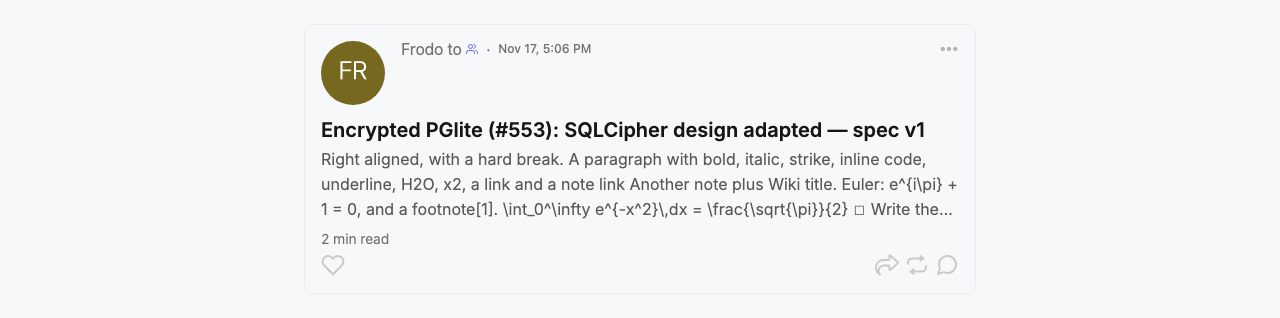 FR
Frodo to · Nov 17, 5:06 PM
Encrypted PGlite (#553): SQLCipher design adapted — spec v1
Right aligned, with a hard break. A paragraph with bold, italic, strike, inline code,
underline, H2O, x2, a link and a note link Another note plus Wiki title. Euler: e^{i\pi} +
1 = 0, and a footnote[1]. \int_0^\infty e^{-x^2}\,dx = \frac{\sqrt{\pi}}{2} ☐ Write the...
2 min read